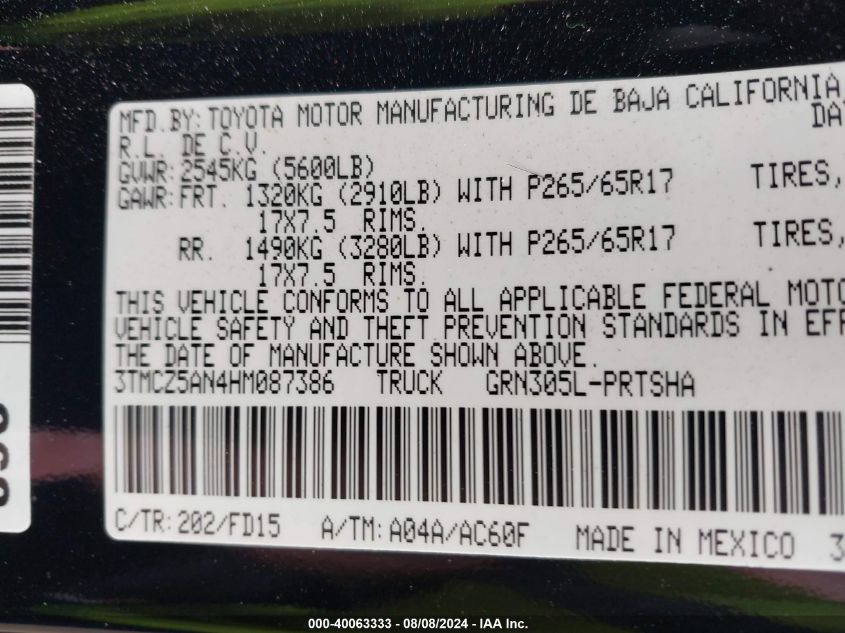 MFD.BY: TOYOTA MOTOR MANUFACTURING DE BAJA CALIFORNIA,
DA
R.L. DE C.V.
GVWR: 2545KG (5600LB)
GAWR: FRT. 1320KG (2910LB) WITH P265/65R17 TIRES,
17X7.5 RIMS.
RR. 1490KG (3280LB) WITH P265/65R17 TIRES,
17X7.5 RIMS.
THIS VEHICLE CONFORMS TO ALL APPLICABLE FEDERAL MOTO
VEHICLE SAFETY AND THEFT PREVENTION STANDARDS IN EFF
THE DATE OF MANUFACTURE SHOWN ABOVE.
3TMCZ5AN4HM087386 TRUCK GRN305L-PRTSHA
C/TR: 202/FD15 A/TM: A04A/AC60F MADE IN MEXICO 3
000-40063333 — 08/08/2024 — IAA Inc.